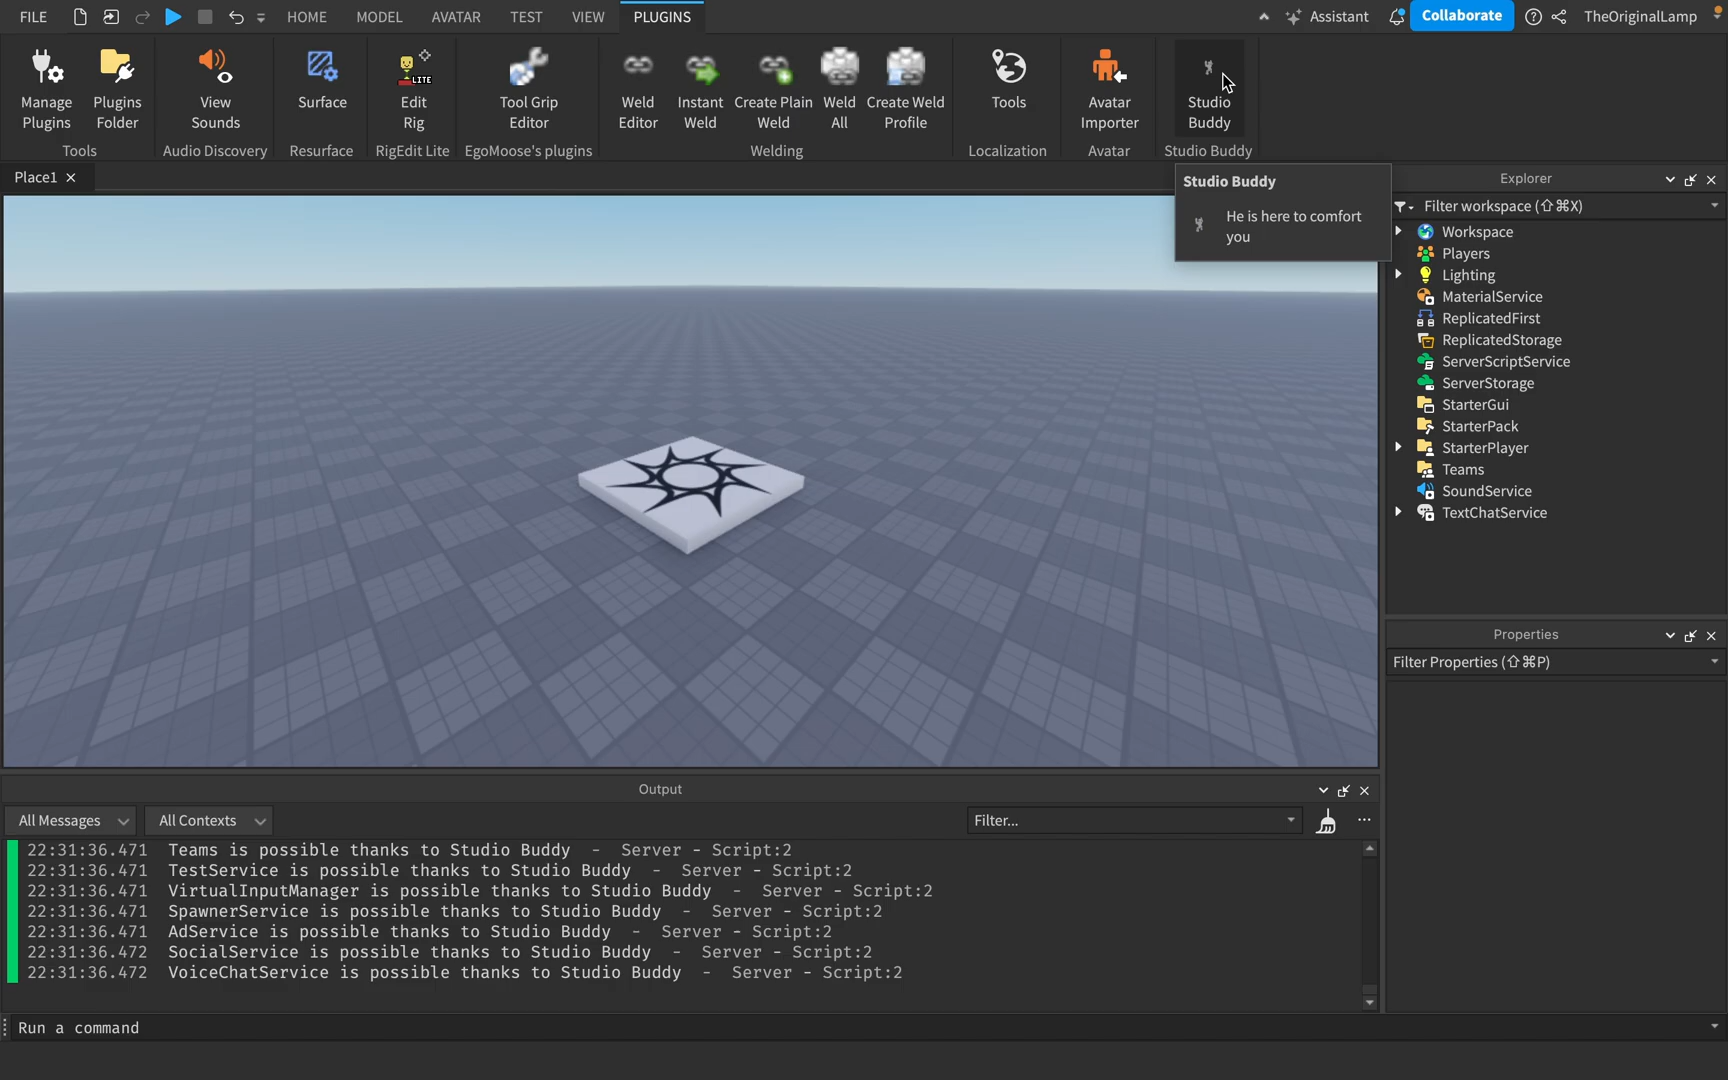 FILE HOME MODEL AVATAR TEST VIEW PLUGINS Assistant Collaborate TheOriginalLamp
Manage Plugins
Plugins Folder
Tools
View Sounds
Audio Discovery
Surface
Resurface
LITE
Edit Rig
RigEdit Lite
Tool Grip Editor
EgoMoose's plugins
Weld Editor
Instant Weld
Create Plain Weld
Weld All
Create Weld Profile
Welding
Tools
Localization
Avatar Importer
Avatar
Studio Buddy
Studio Buddy
Place1
Studio Buddy
He is here to comfort
you
Explorer
Filter workspace (⇧⌘X)
Workspace
Players
Lighting
MaterialService
ReplicatedFirst
ReplicatedStorage
ServerScriptService
ServerStorage
StarterGui
StarterPack
StarterPlayer
Teams
SoundService
TextChatService
Properties
Filter Properties (⇧⌘P)
Output
All Messages All Contexts Filter...
22:31:36.471 Teams is possible thanks to Studio Buddy - Server - Script:2
22:31:36.471 TestService is possible thanks to Studio Buddy - Server - Script:2
22:31:36.471 VirtualInputManager is possible thanks to Studio Buddy - Server - Script:2
22:31:36.471 SpawnerService is possible thanks to Studio Buddy - Server - Script:2
22:31:36.471 AdService is possible thanks to Studio Buddy - Server - Script:2
22:31:36.472 SocialService is possible thanks to Studio Buddy - Server - Script:2
22:31:36.472 VoiceChatService is possible thanks to Studio Buddy - Server - Script:2
Run a command